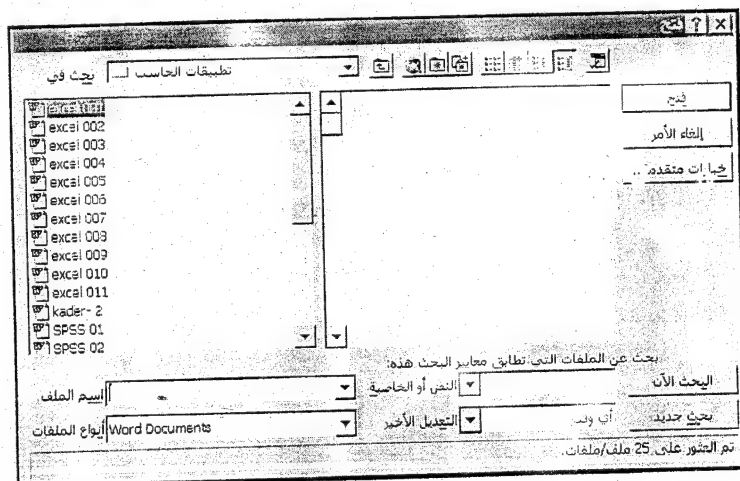 بحث في
تطبيقات الحاسب
excel 002
excel 003
excel 004
excel 005
excel 006
excel 007
excel 008
excel 009
excel 010
excel 011
kader- 2
SPSS 01
SPSS 02
فتح
إلغاء الأمر
خيارات متقدمة..
بحث عن الملفات التي تطابق معايير البحث هذه:
اسم الملف
النص أو الخاصية
البحث الآن
أنواع الملفات
Word Documents
التعديل الأخير
أي وقت
بحث جديد
تم العثور على 25 ملف/ملفات.